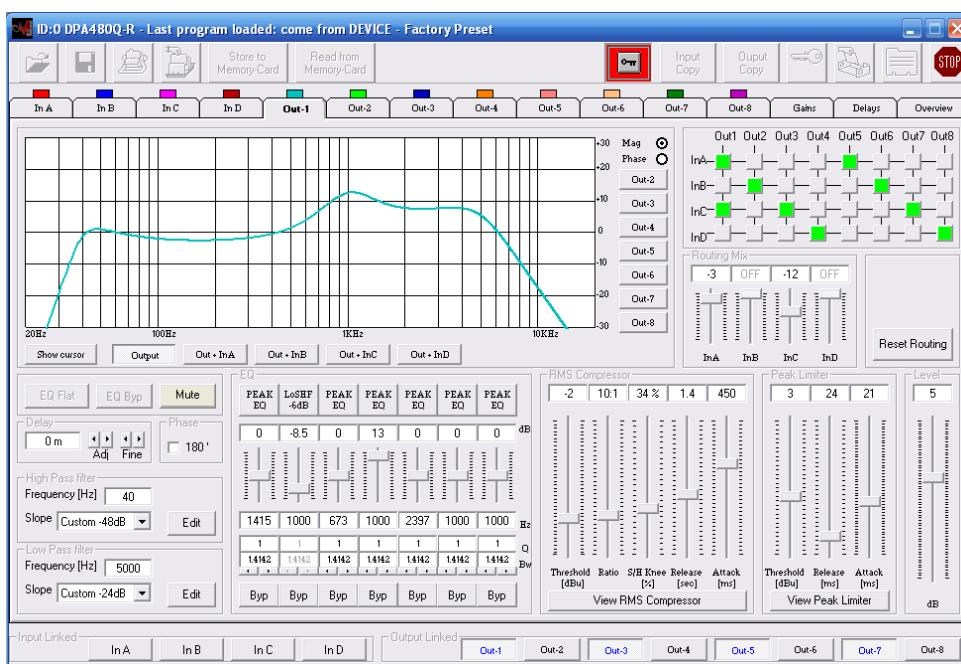 ID:0 DPA480Q-R - Last program loaded: come from DEVICE - Factory Preset
Store to Memory-Card
Read from Memory-Card
Input Copy
Ouput Copy
STOP
In A In B In C In D Out-1 Out-2 Out-3 Out-4 Out-5 Out-6 Out-7 Out-8 Gains Delays Overview
+30
+20
+10
0
-10
-20
-30
20Hz 100Hz 1KHz 10KHz
Mag
Phase
Out-2
Out-3
Out-4
Out-5
Out-6
Out-7
Out-8
Show cursor Output Out + InA Out + InB Out + InC Out + InD
Out1 Out2 Out3 Out4 Out5 Out6 Out7 Out8
InA
InB
InC
InD
Routing Mix
-3 OFF -12 OFF
InA InB InC InD
Reset Routing
EQ Flat EQ Byp Mute
Delay
0 m
Adj Fine
Phase
180 '
High Pass filter
Frequency [Hz] 40
Slope Custom -48dB Edit
Low Pass filter
Frequency [Hz] 5000
Slope Custom -24dB Edit
EQ
PEAK EQ LoSHF -6dB PEAK EQ PEAK EQ PEAK EQ PEAK EQ PEAK EQ
0 -8.5 0 13 0 0 0 dB
1415 1000 673 1000 2397 1000 1000 Hz
1 1 1 1 1 1 1 Q
1.4142 1.4142 1.4142 1.4142 1.4142 1.4142 1.4142 Bw
Byp Byp Byp Byp Byp Byp Byp
RMS Compressor
-2 10:1 34 % 1.4 450
Threshold [dBu] Ratio S/H Knee [%] Release [sec] Attack [ms]
View RMS Compressor
Peak Limiter
3 24 21
Threshold [dBu] Release [ms] Attack [ms]
View Peak Limiter
Level
5
dB
Input Linked
In A In B In C In D
Output Linked
Out-1 Out-2 Out-3 Out-4 Out-5 Out-6 Out-7 Out-8